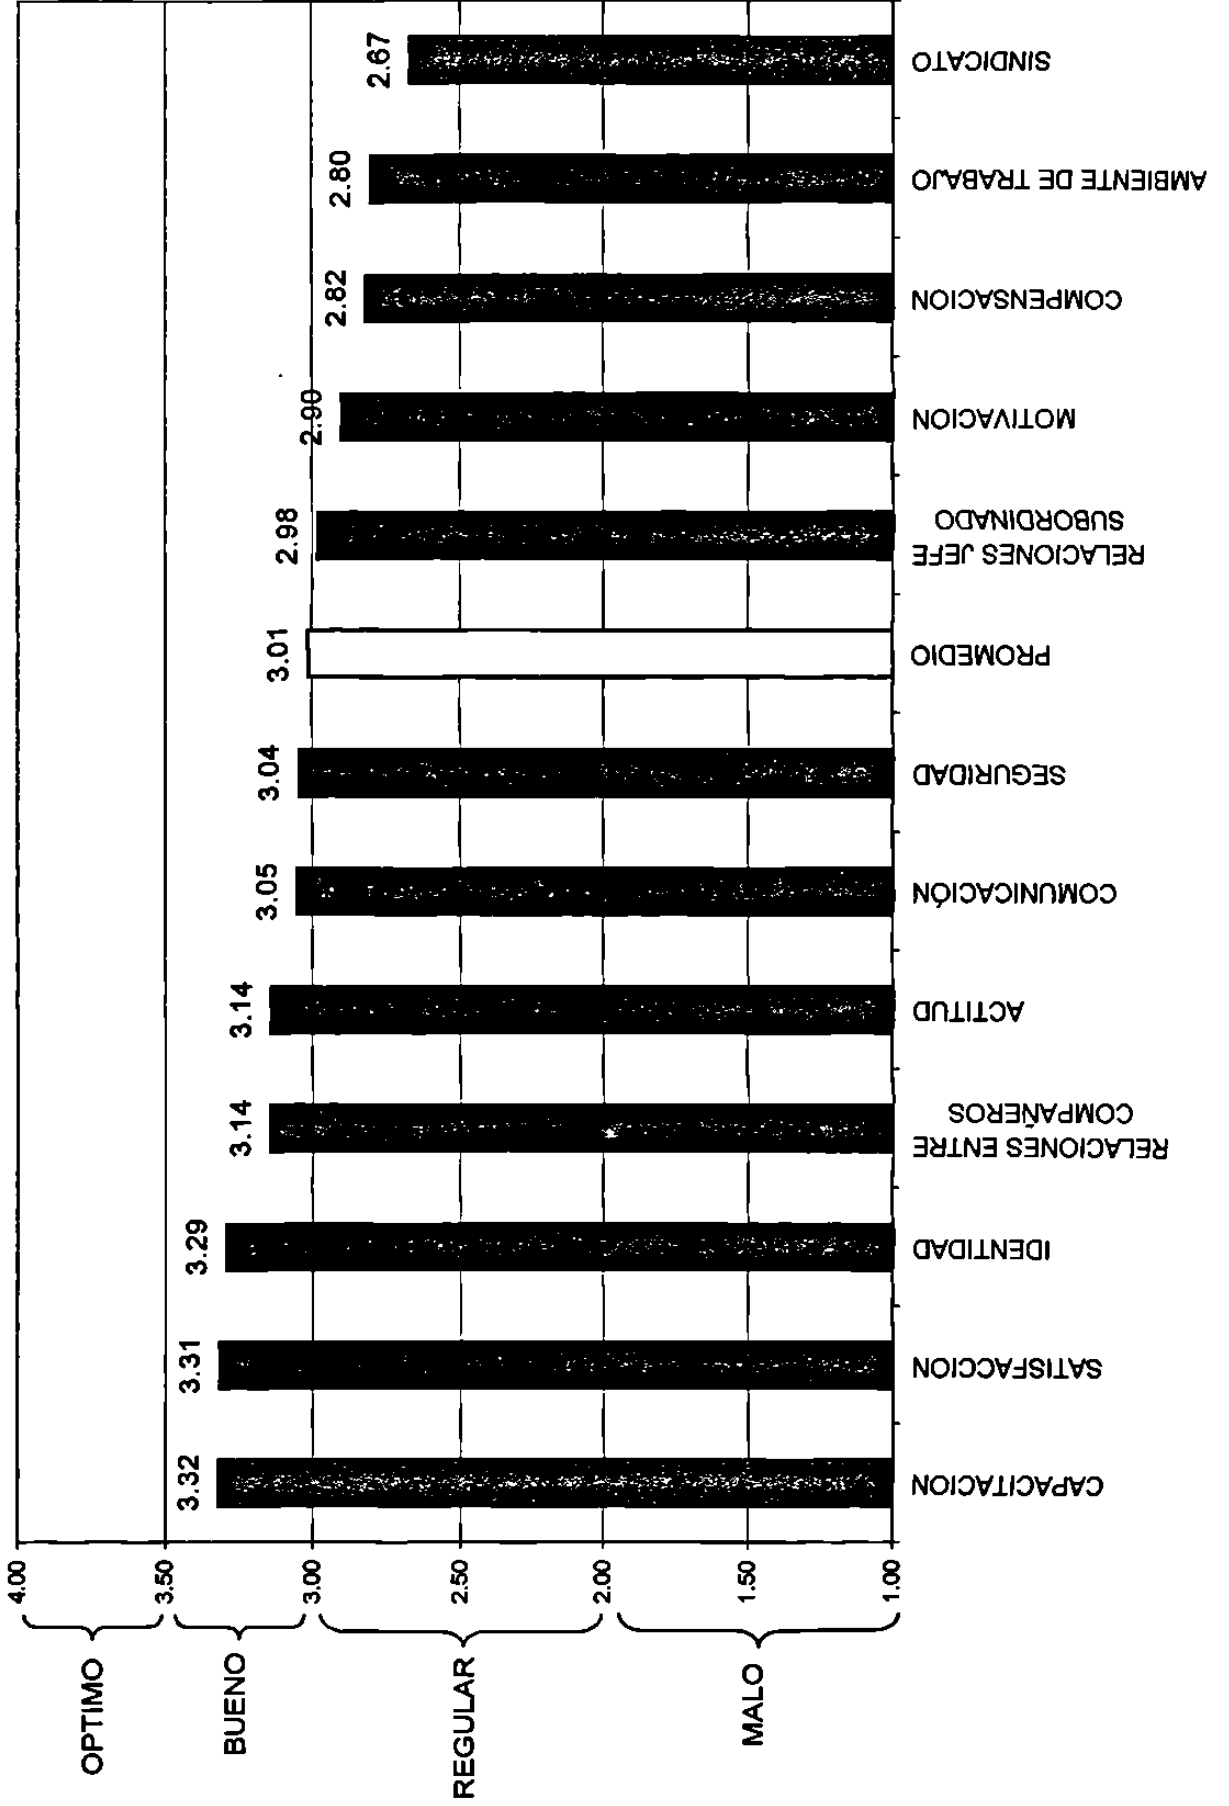 4.00
3.50
3.00
2.50
2.00
1.50
1.00
OPTIMO
BUENO
REGULAR
MALO
3.32
3.31
3.29
3.14
3.14
3.05
3.04
3.01
2.98
2.90
2.82
2.80
2.67
CAPACITACION
SATISFACCION
IDENTIDAD
RELACIONES ENTRE
COMPAÑEROS
ACTITUD
COMUNICACIÓN
SEGURIDAD
PROMEDIO
RELACIONES JEFE
SUBORDINADO
MOTIVACION
COMPENSACION
AMBIENTE DE TRABAJO
SINDICATO